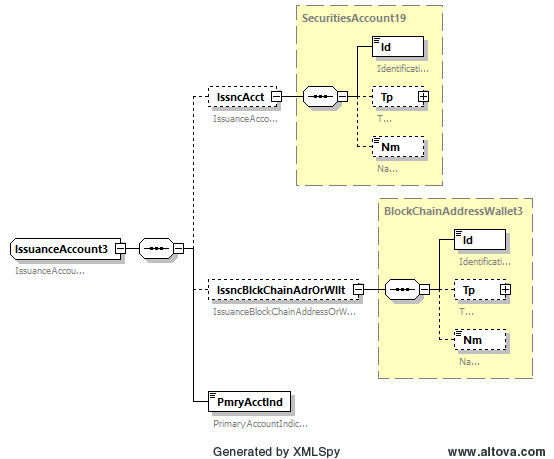 SecuritiesAccount19
Id
Identificati...
IssncAcct
IssuanceAcco...
Tp
T...
Nm
Na...
BlockChainAddressWallet3
Id
Identificati...
IssuanceAccount3
IssuanceAccou...
IssncBlckChainAdrOrWllt
IssuanceBlockChainAddressOrW...
Tp
T...
Nm
Na...
PmryAcctInd
PrimaryAccountIndic...
Generated by XMLSpy www.altova.com